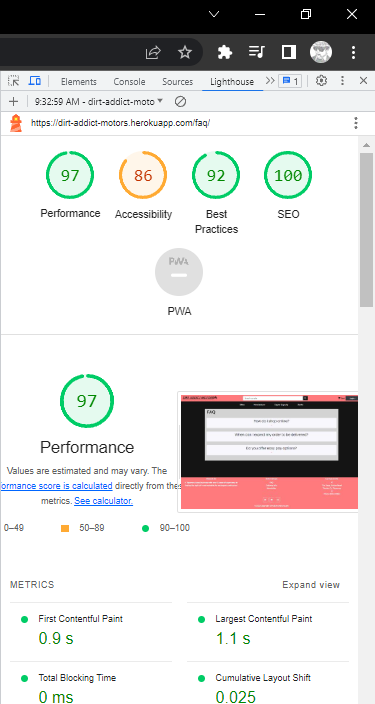 Elements Console Sources Lighthouse 1
9:32:59 AM - dirt-addict-moto
https://dirt-addict-motors.herokuapp.com/faq/
97 86 92 100
Performance Accessibility Best Practices SEO
PWA
PWA
97
Performance
Values are estimated and may vary. The
ormance score is calculated directly from thes
metrics. See calculator.
0–49 50–89 90–100
FAQ
METRICS Expand view
First Contentful Paint Largest Contentful Paint
0.9 s 1.1 s
Total Blocking Time Cumulative Layout Shift
0 ms 0.025